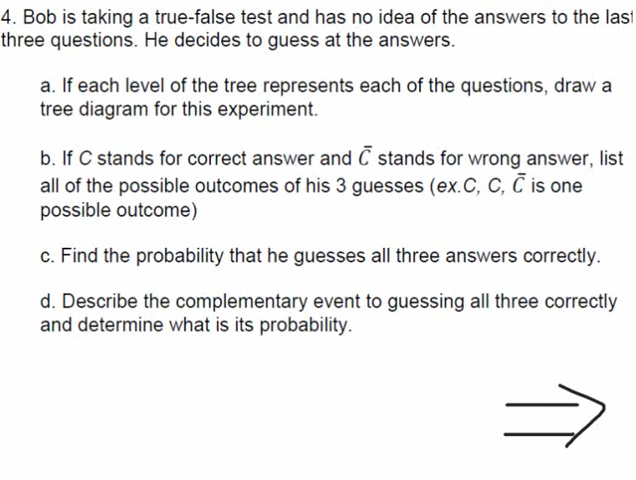 4. Bob is taking a true-false test and has no idea of the answers to the last
three questions. He decides to guess at the answers.
a. If each level of the tree represents each of the questions, draw a
tree diagram for this experiment.
b. If C stands for correct answer and C̄ stands for wrong answer, list
all of the possible outcomes of his 3 guesses (ex.C, C, C̄ is one
possible outcome)
c. Find the probability that he guesses all three answers correctly.
d. Describe the complementary event to guessing all three correctly
and determine what is its probability.